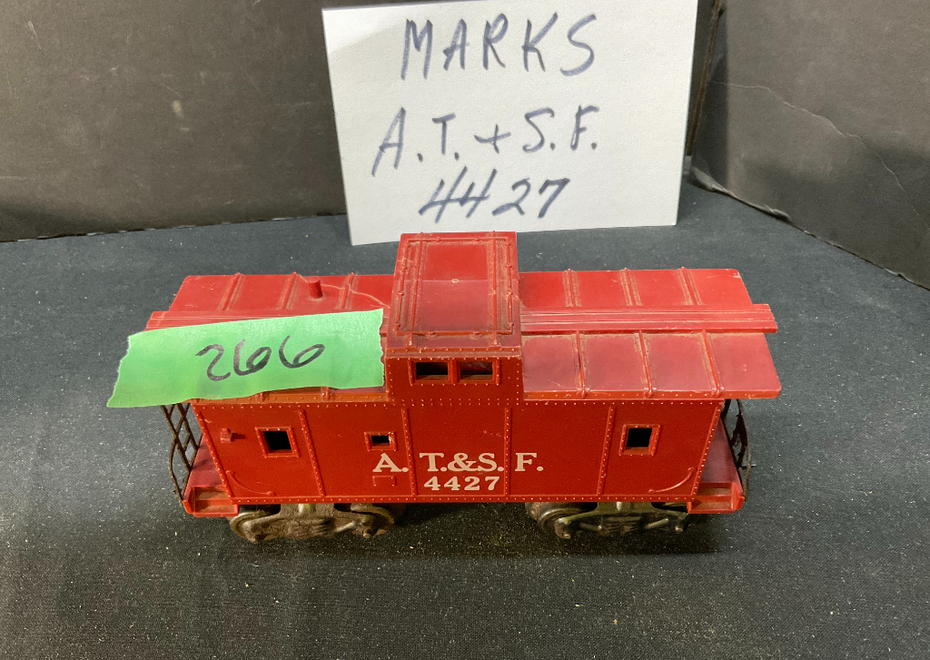 MARKS
A.T. + S.F.
4427
266
A. T.&S. F.
4427